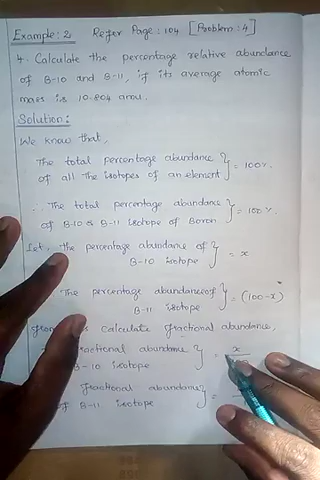 Example: 2 Refer Page: 104 [Problem: 4]
4. Calculate the percentage relative abundance
of B-10 and B-11, if its average atomic
mass is 10.804 amu.
Solution:
We know that,
The total percentage abundance
of all the isotopes of an element } = 100%.
∴ The total percentage abundance
of B-10 & B-11 isotope of Boron } = 100%.
Let, The percentage abundance of
B-10 isotope } = x
The percentage abundance of
B-11 isotope } = (100-x)
calculate fractional abundance,
fractional abundance
B-10 isotope } = x
fractional abundance
of B-11 isotope } =